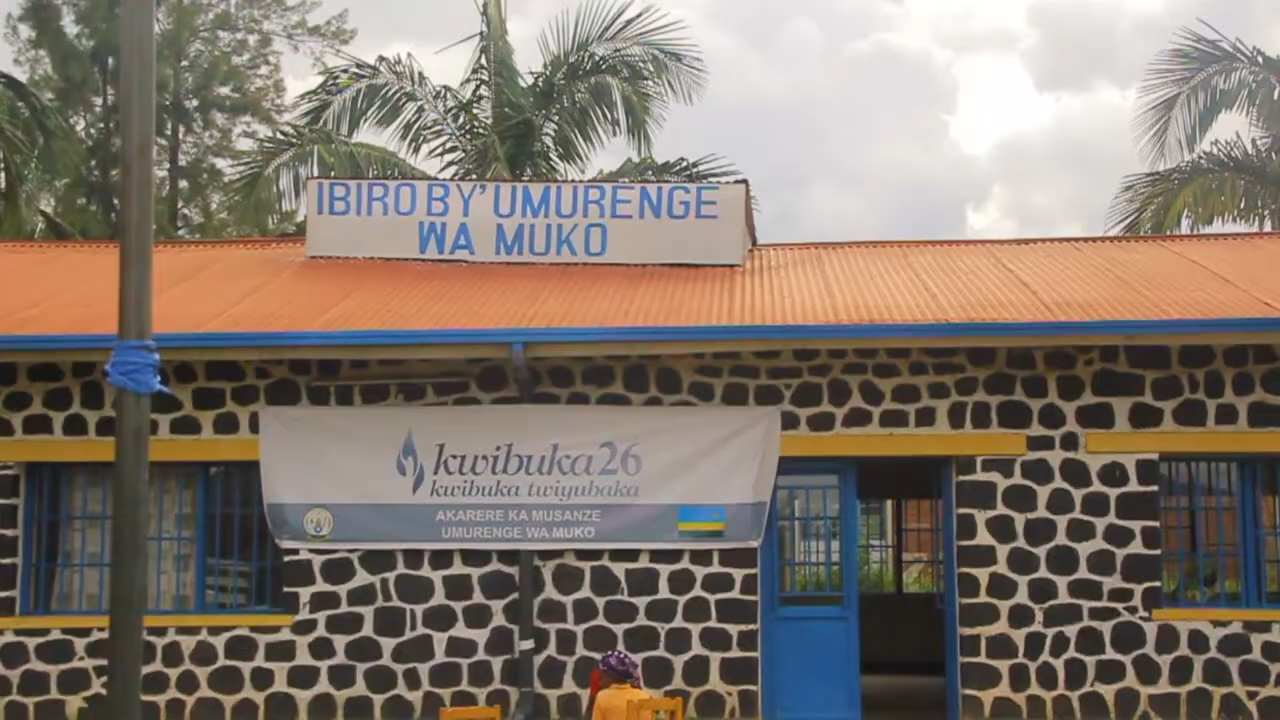 IBIRO BY'UMURENGE
WA MUKO
kwibuka26
kwibuka twiyubaka
AKARERE KA MUSANZE
UMURENGE WA MUKO